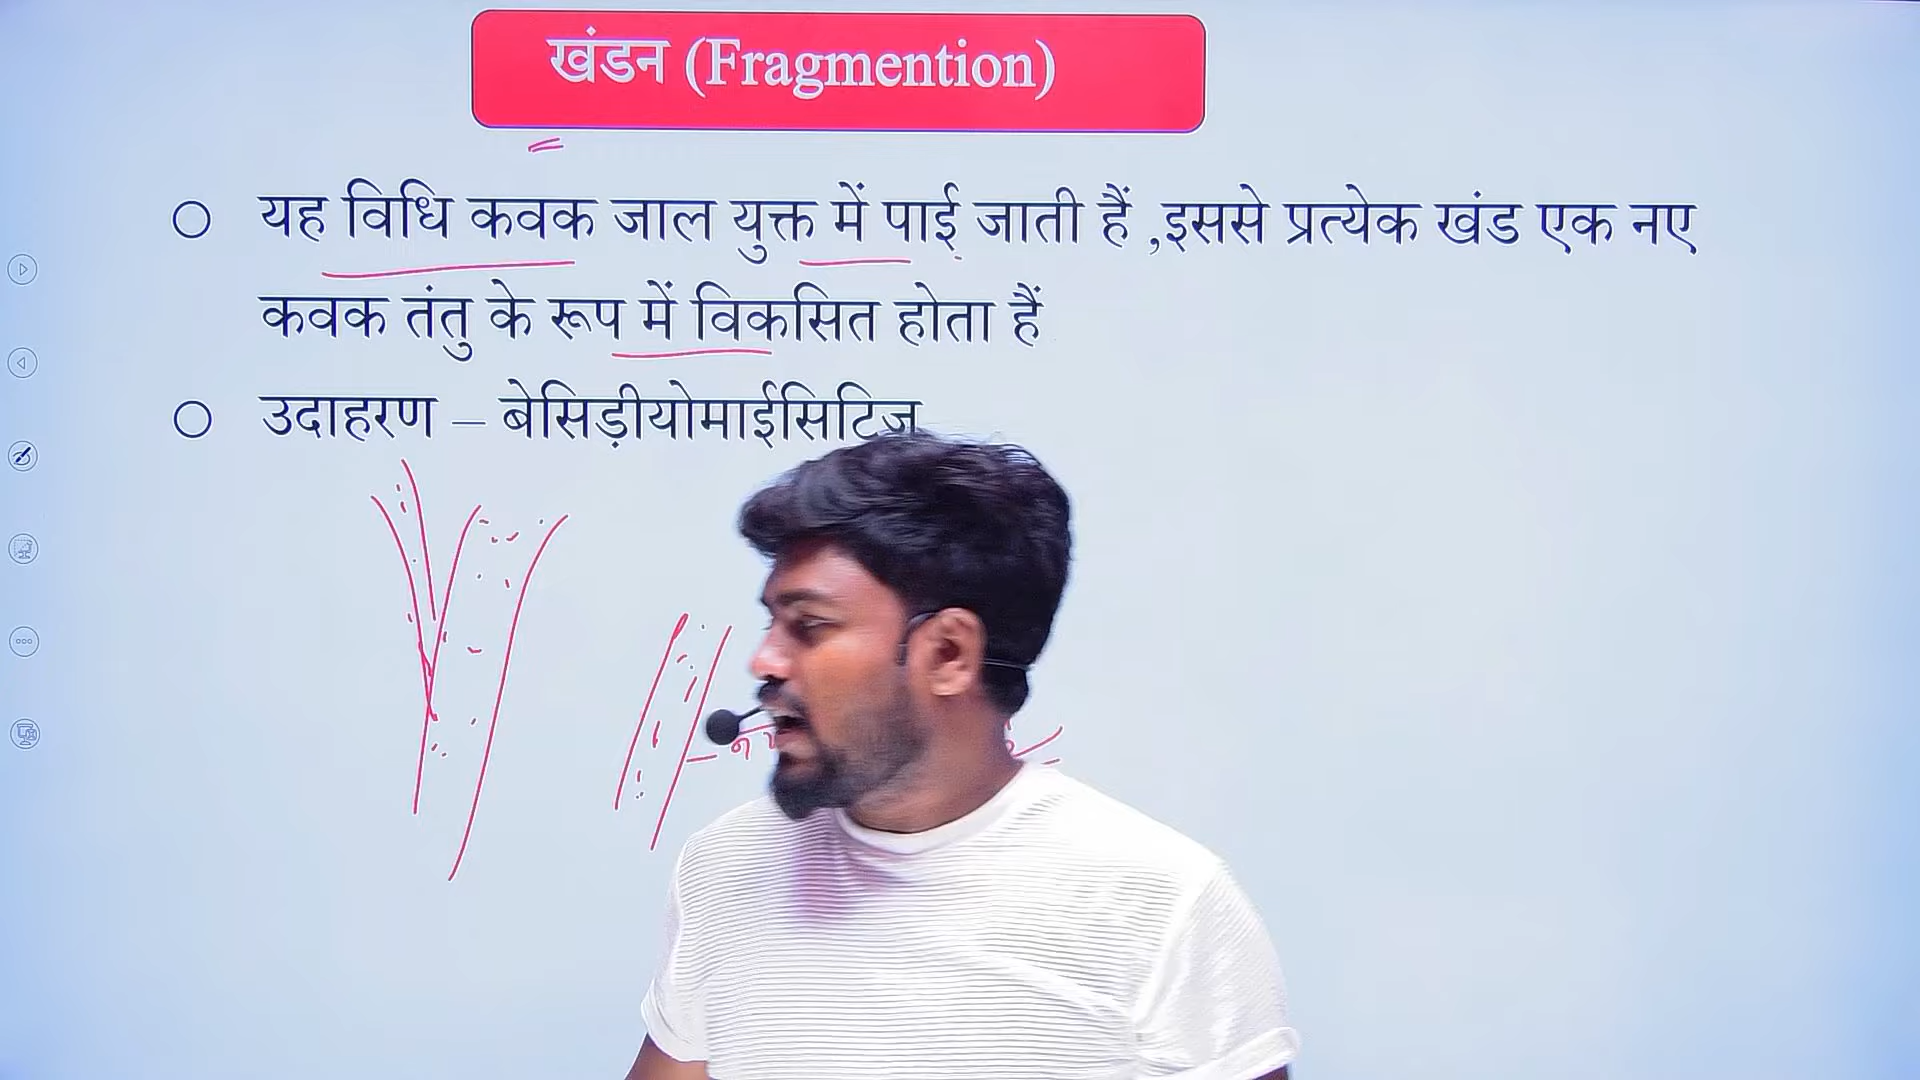 खंडन (Fragmention)
यह विधि कवक जाल युक्त में पाई जाती हैं ,इससे प्रत्येक खंड एक नए
कवक तंतु के रूप में विकसित होता हैं
उदाहरण – बेसिड़ीयोमाईसिटिज